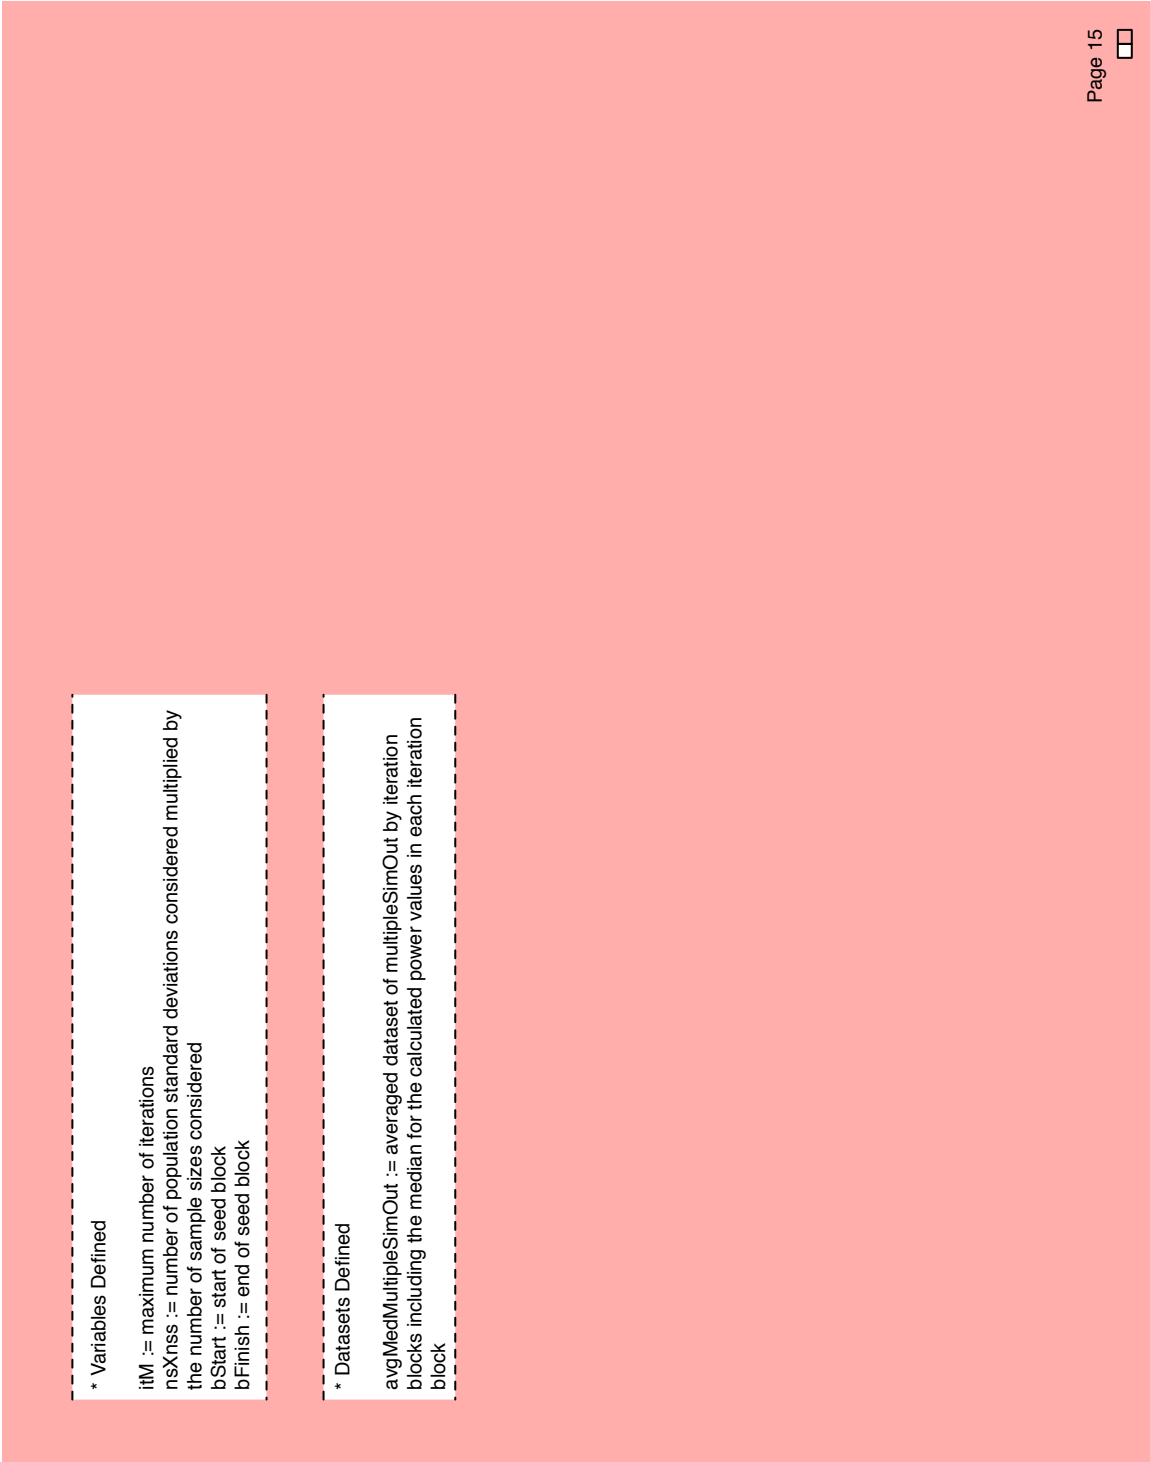 * Variables Defined
itM := maximum number of iterations
nsXnss := number of population standard deviations considered multiplied by
the number of sample sizes considered
bStart := start of seed block
bFinish := end of seed block
* Datasets Defined
avgMedMultipleSimOut := averaged dataset of multipleSimOut by iteration
blocks including the median for the calculated power values in each iteration
block
Page 15